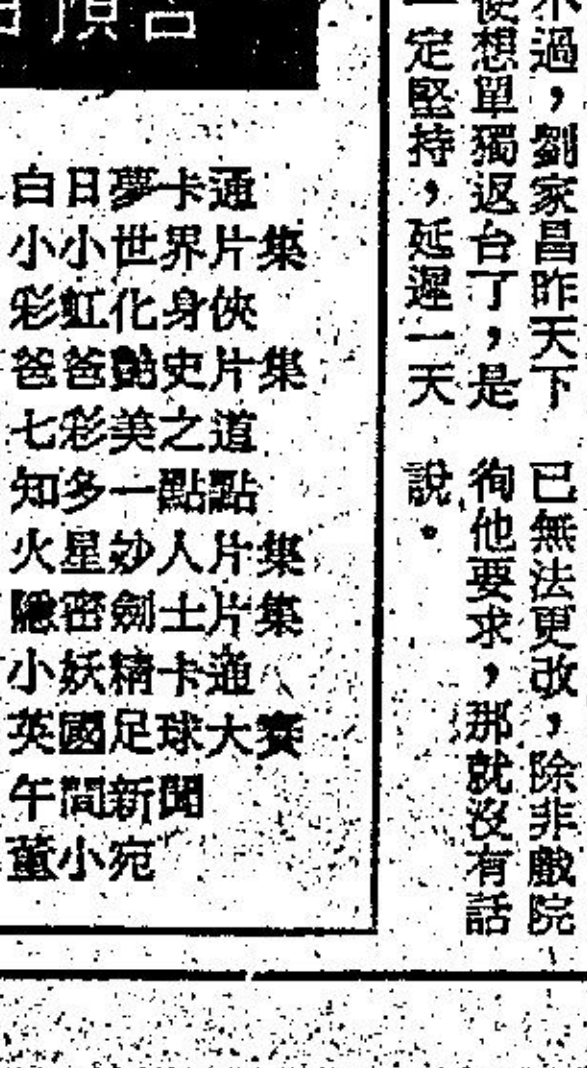 不過，劉家昌昨天下
想單獨返台了，是
一定堅持，延遲一天
已無法更改，除非戲院
徇他要求，那就沒有話
說。
預告
白日夢卡通
小小世界片集
彩虹化身俠
爸爸艷史片集
七彩美之道
知多一點點
火星妙人片集
隱密劍士片集
小妖精卡通
英國足球大賽
午間新聞
董小宛